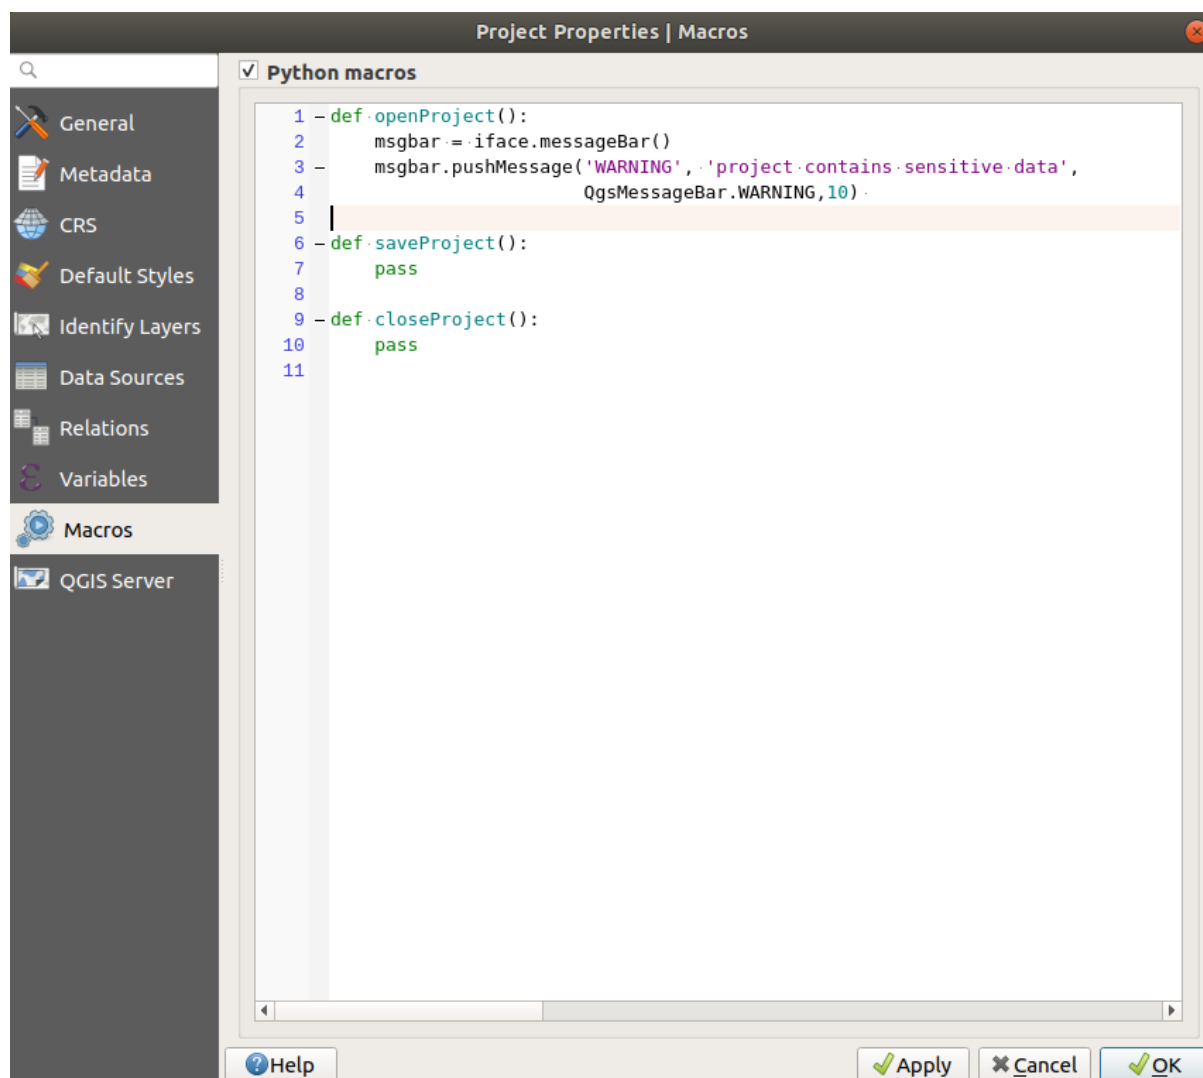 Project Properties | Macros
General
Metadata
CRS
Default Styles
Identify Layers
Data Sources
Relations
Variables
Macros
QGIS Server
Python macros
1 def openProject():
2     msgbar = iface.messageBar()
3     msgbar.pushMessage('WARNING', 'project contains sensitive data',
4                        QgsMessageBar.WARNING,10)
5
6 def saveProject():
7     pass
8
9 def closeProject():
10     pass
11
Help
Apply
Cancel
OK